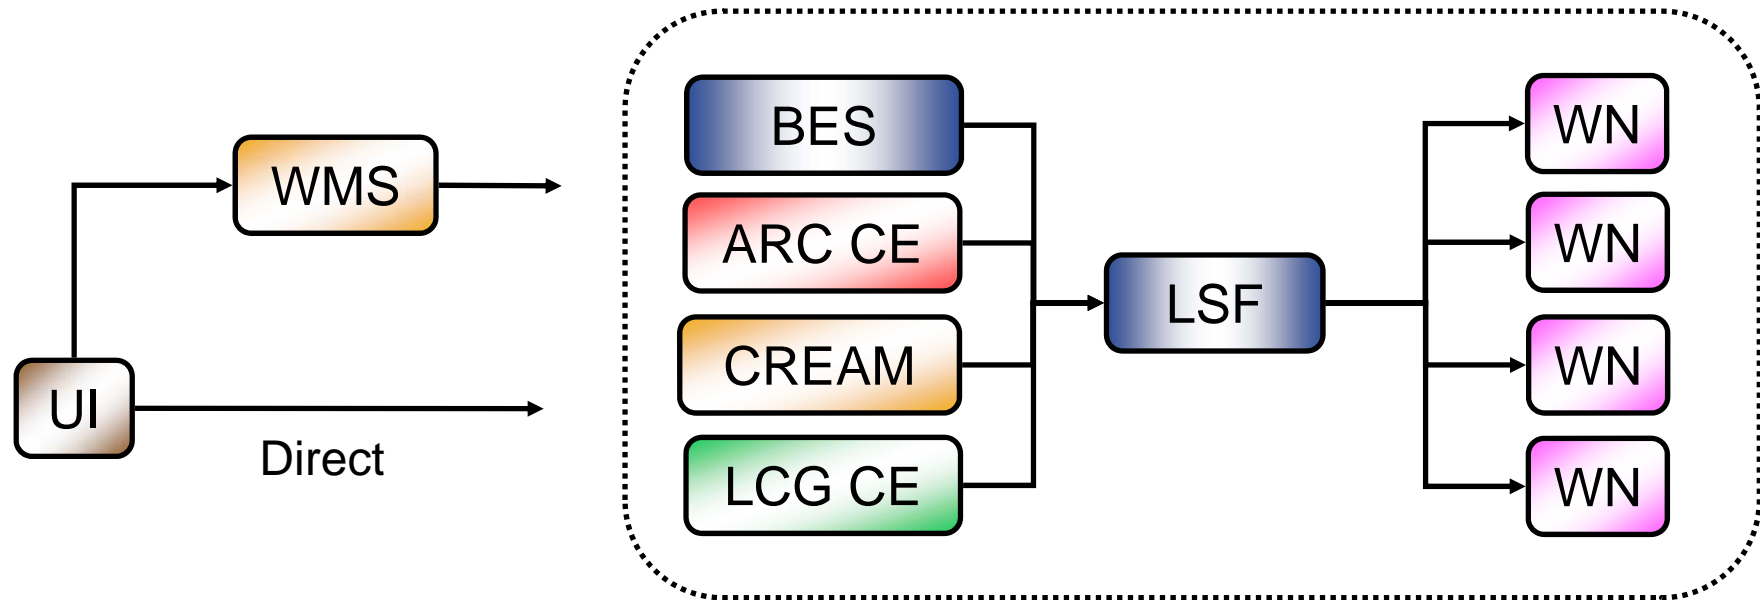 WMS
UI
Direct
BES
ARC CE
CREAM
LCG CE
LSF
WN
WN
WN
WN